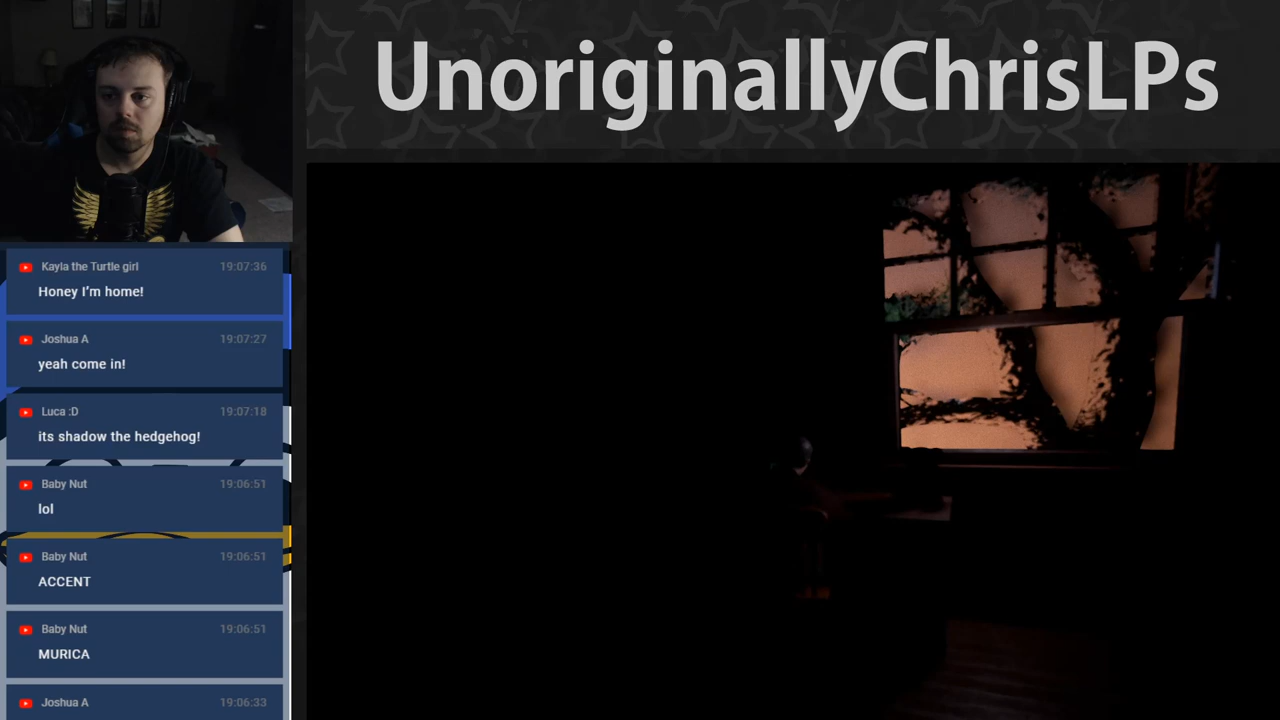 UnoriginallyChrisLPs
Kayla the Turtle girl 19:07:36
Honey I'm home!
Joshua A 19:07:27
yeah come in!
Luca :D 19:07:18
its shadow the hedgehog!
Baby Nut 19:06:51
lol
Baby Nut 19:06:51
ACCENT
Baby Nut 19:06:51
MURICA
Joshua A 19:06:33